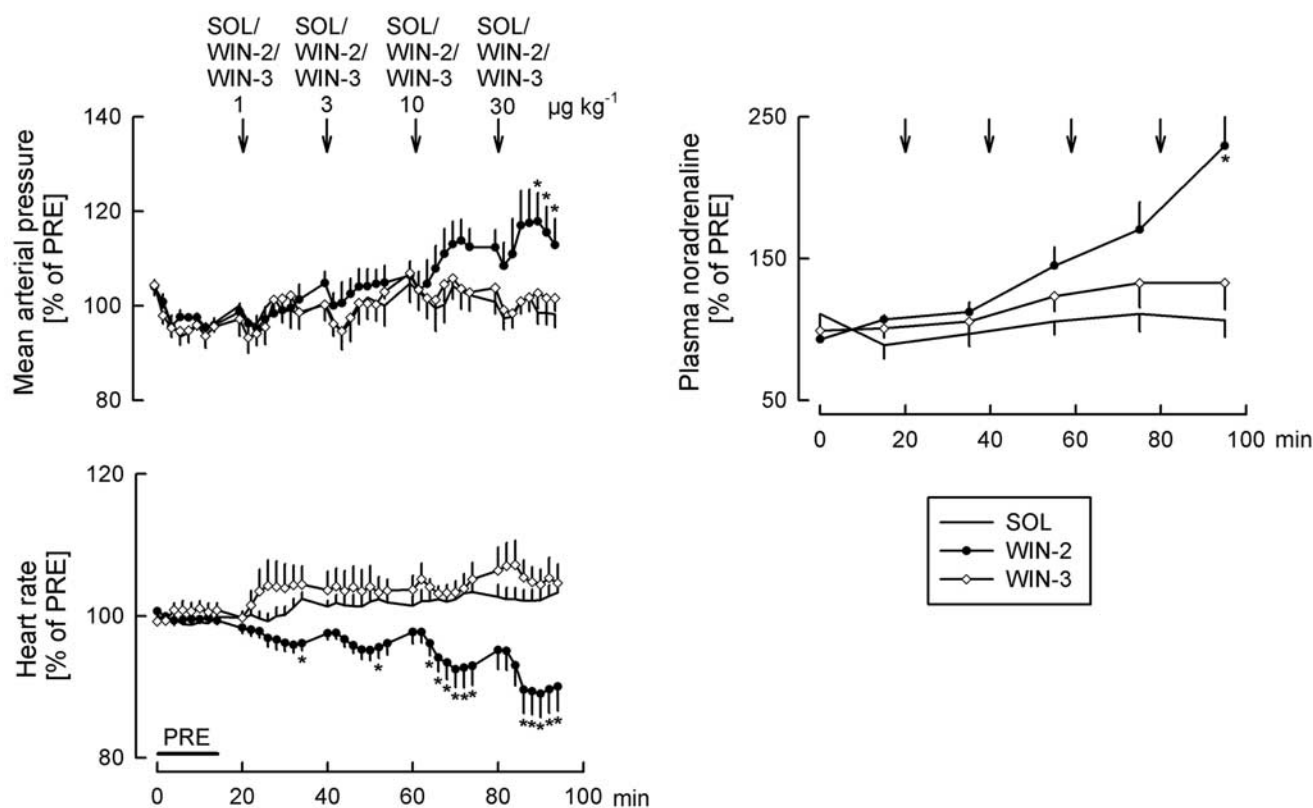 SOL/ SOL/ SOL/ SOL/
WIN-2/ WIN-2/ WIN-2/ WIN-2/
WIN-3 WIN-3 WIN-3 WIN-3
1 3 10 30 µg kg⁻¹
Mean arterial pressure
[% of PRE]
140
120
100
80
* * *
Plasma noradrenaline
[% of PRE]
250
150
50
*
0 20 40 60 80 100 min
Heart rate
[% of PRE]
120
100
80
* * * * * * * * * * * * *
PRE
0 20 40 60 80 100 min
SOL
WIN-2
WIN-3